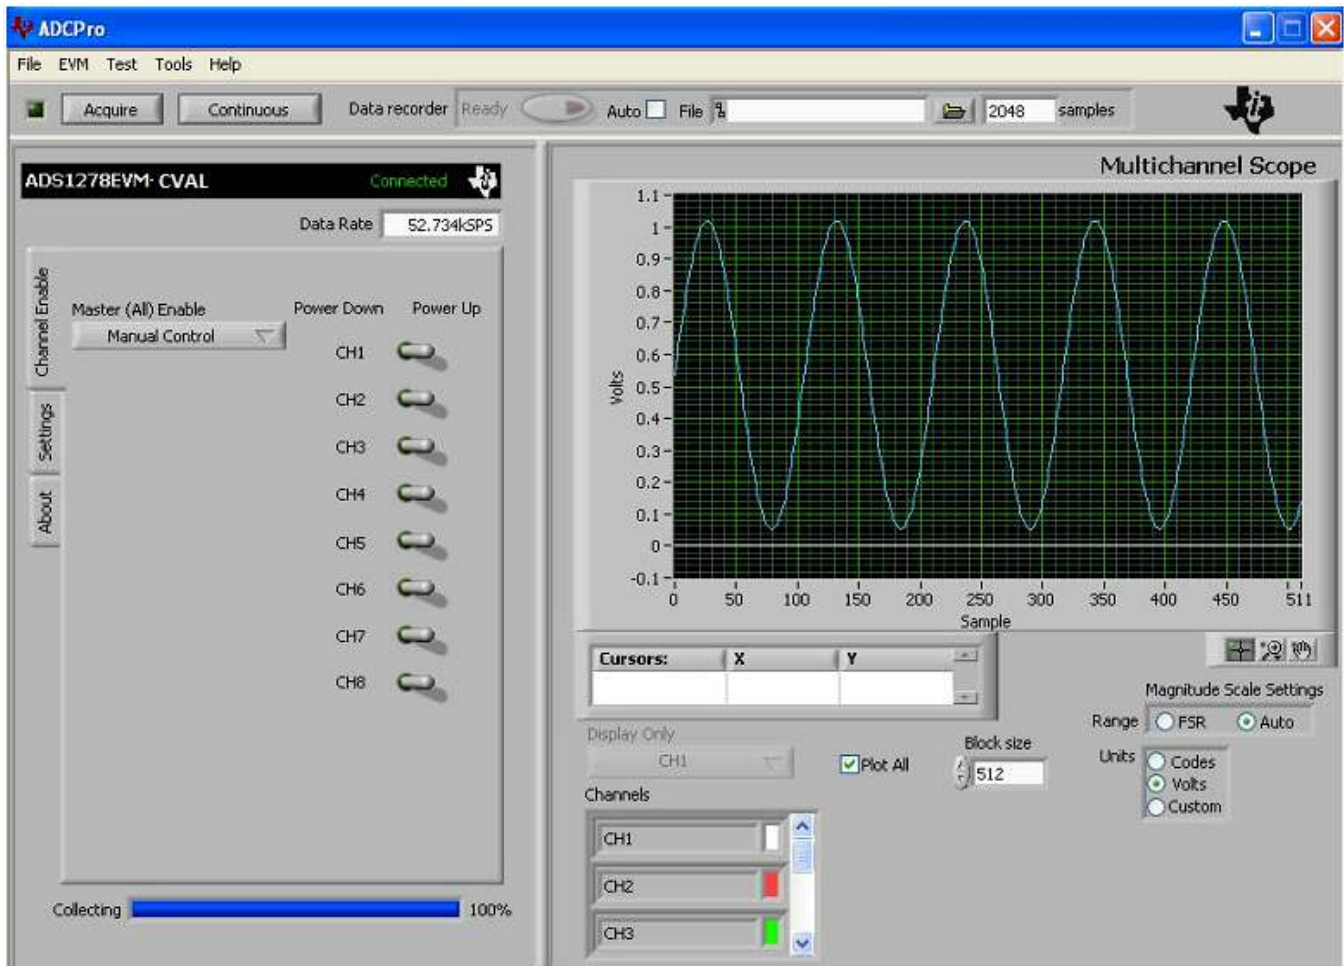 ADCPro
File EVM Test Tools Help
Acquire Continuous Data recorder Ready Auto File 2048 samples
ADS1278EVM- CVAL Connected
Data Rate 52.734kSPS
Channel Enable
Settings
About
Master (All) Enable Power Down Power Up
Manual Control
CH1
CH2
CH3
CH4
CH5
CH6
CH7
CH8
Collecting 100%
Multichannel Scope
Volts
1.1
1
0.9
0.8
0.7
0.6
0.5
0.4
0.3
0.2
0.1
0
-0.1
0 50 100 150 200 250 300 350 400 450 511
Sample
Cursors: X Y
Magnitude Scale Settings
Range FSR Auto
Units Codes
Volts
Custom
Display Only
CH1
Plot All
Block size
512
Channels
CH1
CH2
CH3